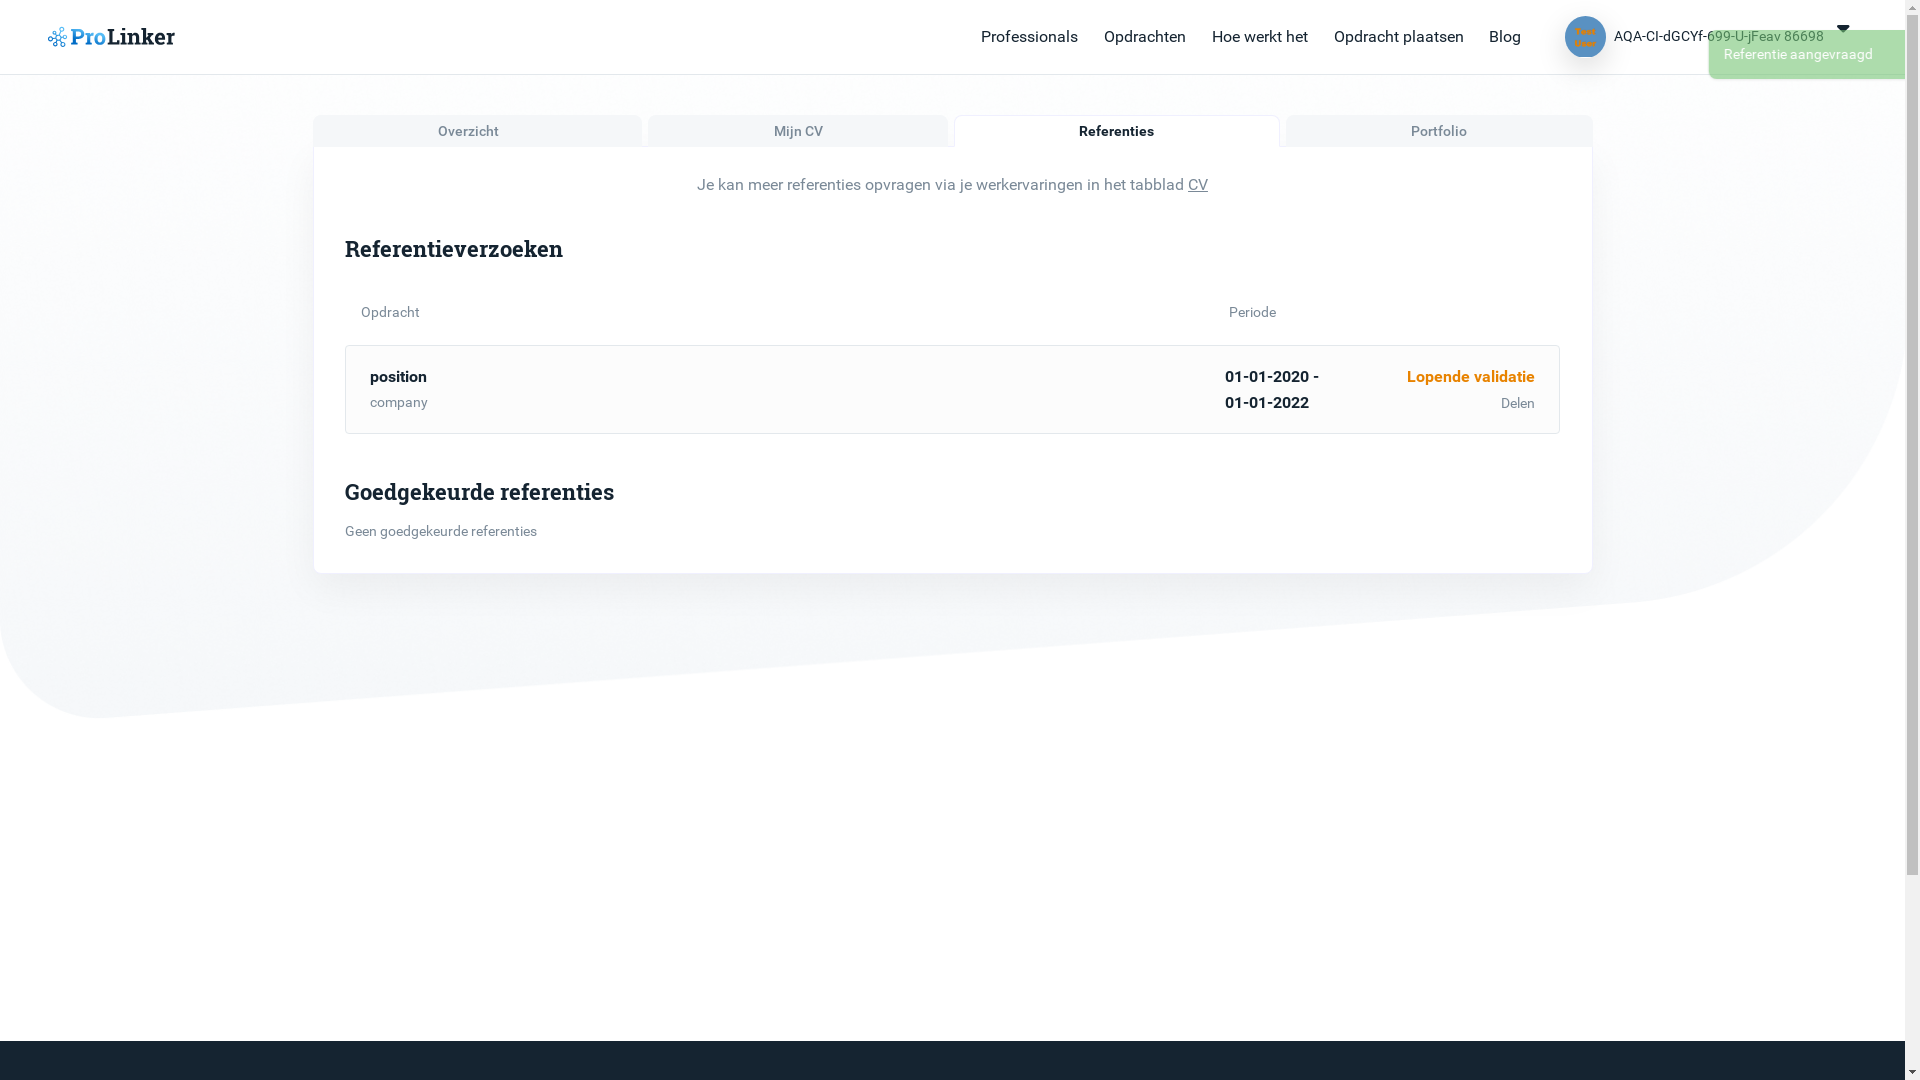 ProLinker
Professionals
Opdrachten
Hoe werkt het
Opdracht plaatsen
Blog
Test
User
AQA-CI-dGCYf-699-U-jFeav 86698
Referentie aangevraagd
Overzicht
Mijn CV
Referenties
Portfolio
Je kan meer referenties opvragen via je werkervaringen in het tabblad CV
Referentieverzoeken
Opdracht
Periode
position
company
01-01-2020 -
01-01-2022
Lopende validatie
Delen
Goedgekeurde referenties
Geen goedgekeurde referenties